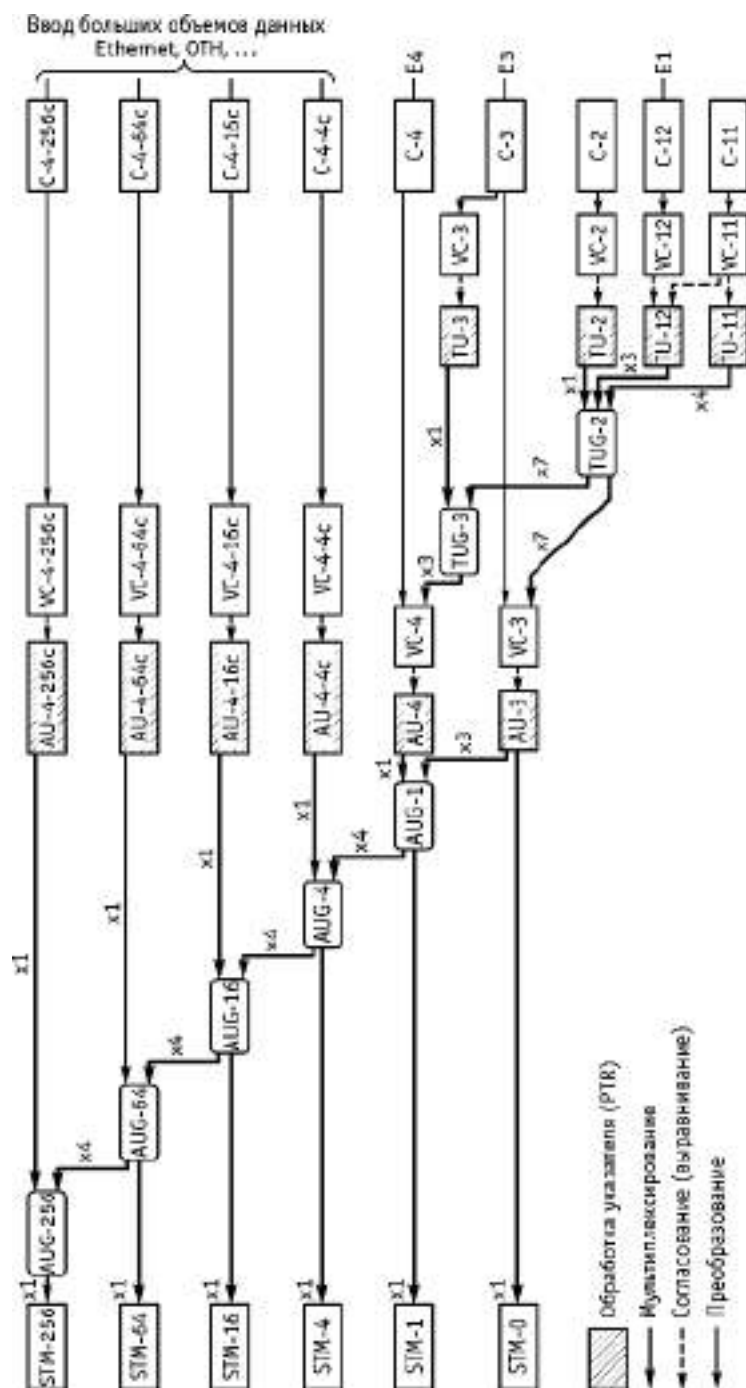 Ввод больших объемов данных
Ethernet, OTH, ...
C-4-256c
C-4-64c
C-4-16c
C-4-4c
C-4
E4
C-3
E3
C-2
C-12
E1
C-11
VC-3
VC-2
VC-12
VC-11
TU-3
TU-2
TU-12
TU-11
x1
x3
x4
TUG-2
x1
x7
x7
TUG-3
x3
VC-4-256c
VC-4-64c
VC-4-16c
VC-4-4c
VC-4
VC-3
AU-4-256c
AU-4-64c
AU-4-16c
AU-4-4c
AU-4
AU-3
x1
x3
AUG-1
x1
x1
x1
x1
x4
AUG-4
x4
AUG-16
x4
AUG-64
x4
AUG-256
x1
x1
x1
x1
x1
x1
STM-256
STM-64
STM-16
STM-4
STM-1
STM-0
Обработка указателя (PTR)
Мультиплексирование
Согласование (выравнивание)
Преобразование